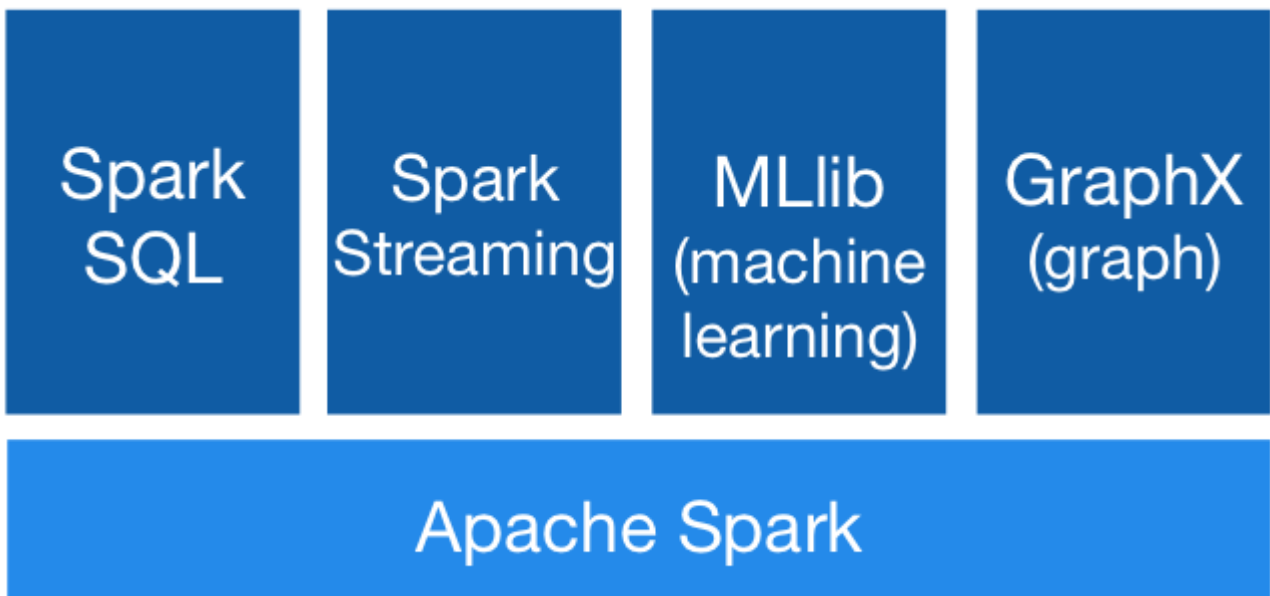 Spark
SQL
Spark
Streaming
MLlib
(machine
learning)
GraphX
(graph)
Apache Spark